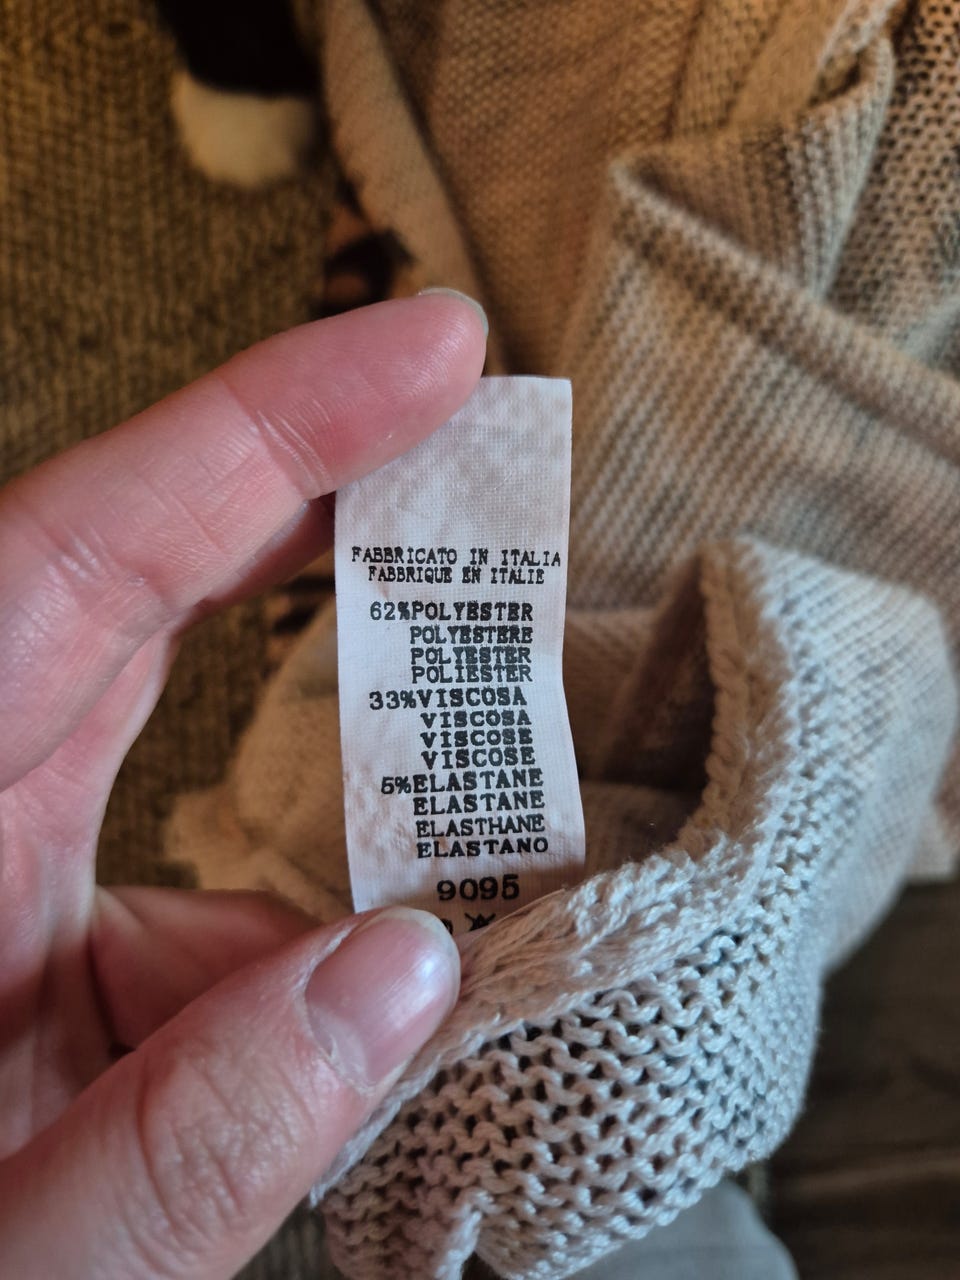 FABBRICATO IN ITALIA
FABBRIQUE EN ITALIE
62%POLYESTER
POLYESTERE
POLYESTER
POLIESTER
33%VISCOSA
VISCOSA
VISCOSE
VISCOSE
5%ELASTANE
ELASTANE
ELASTHANE
ELASTANO
9095